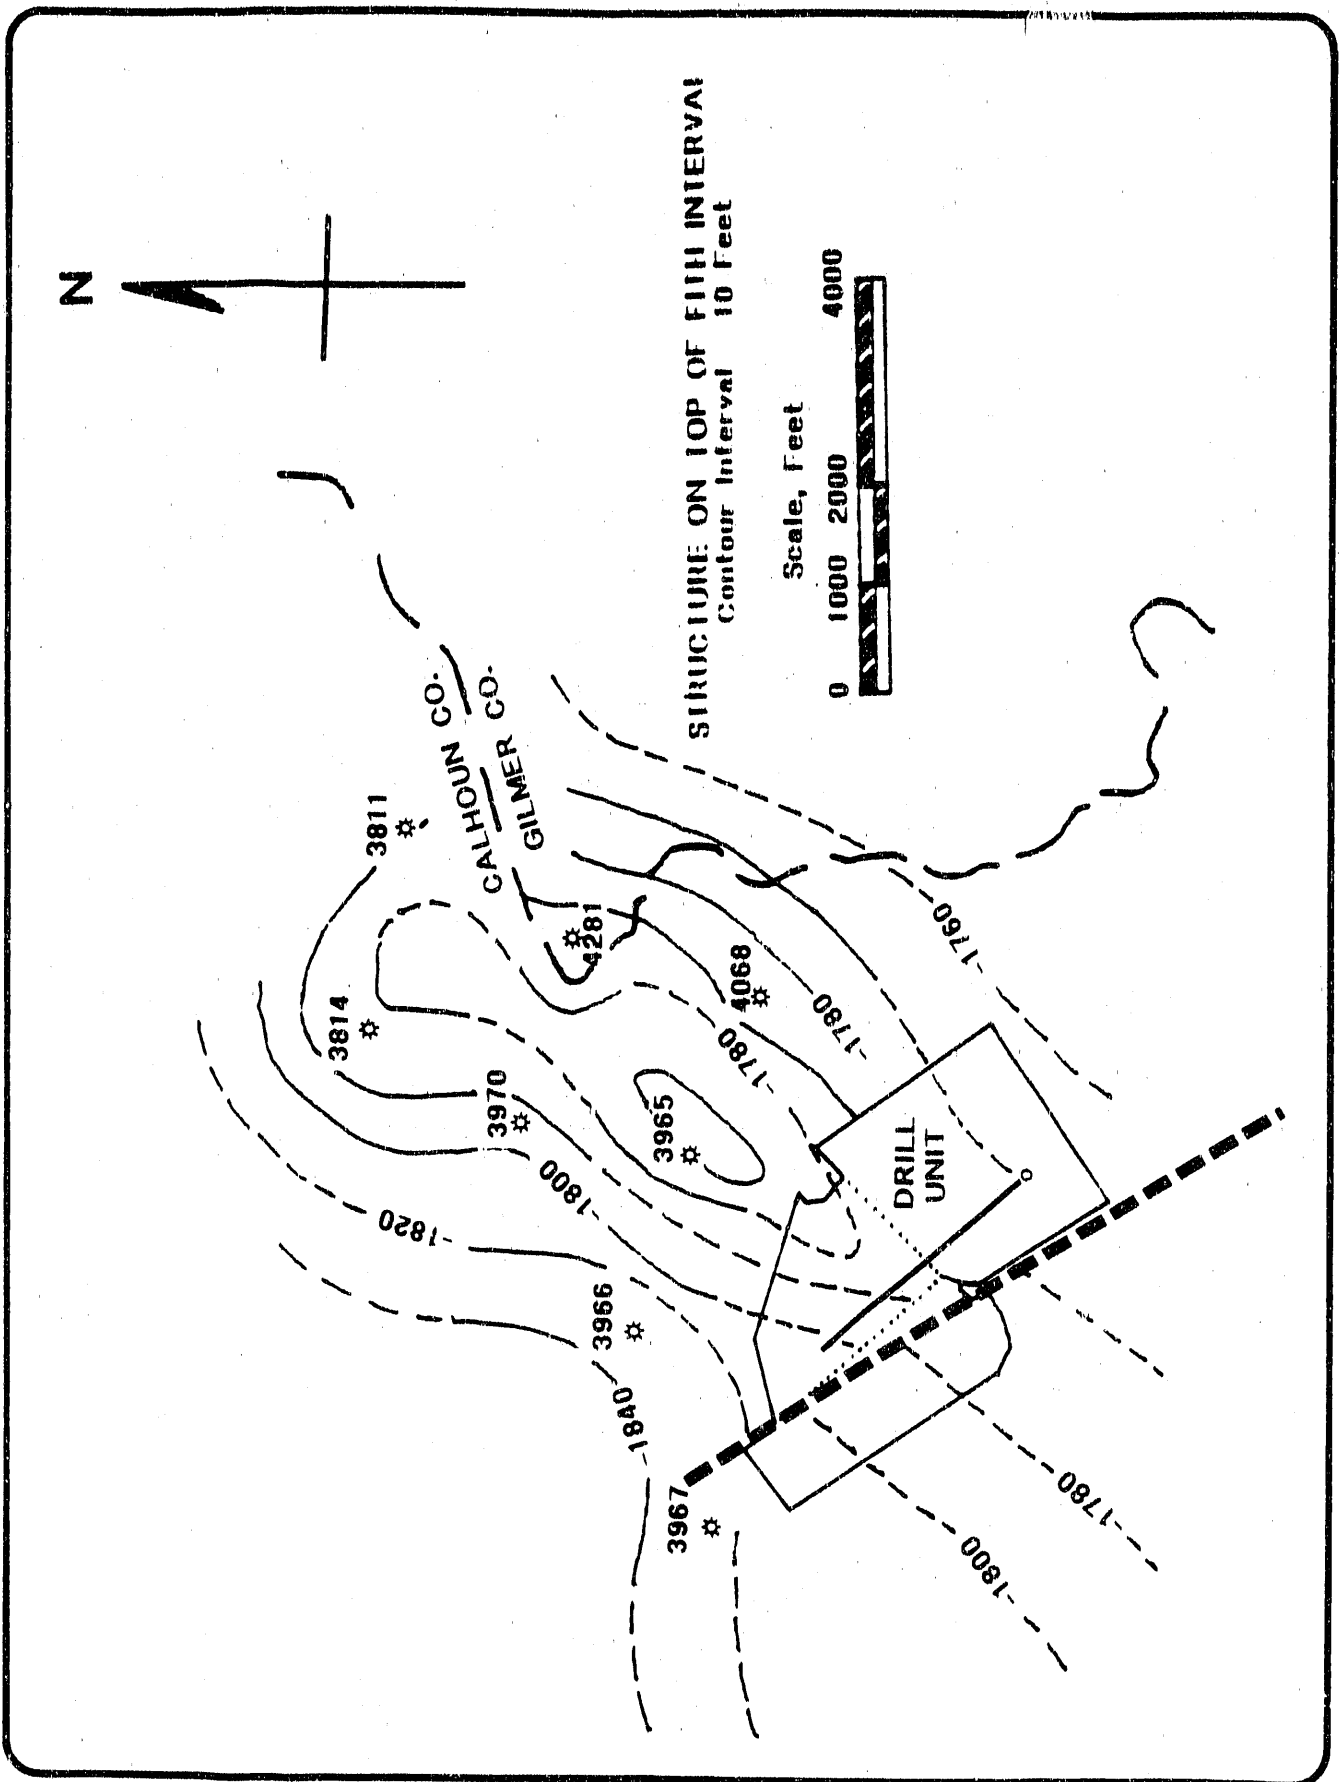 N
STRUCTURE ON TOP OF FITH INTERVAL
Contour Interval 10 Feet
Scale, Feet
0 1000 2000 4000
CALHOUN CO.
GILMER CO.
3811
3814
3970
4281
4068
3965
3966
3967
-1760
-1780
-1780
-1800
-1820
-1840
DRILL
UNIT
-1780
-1800